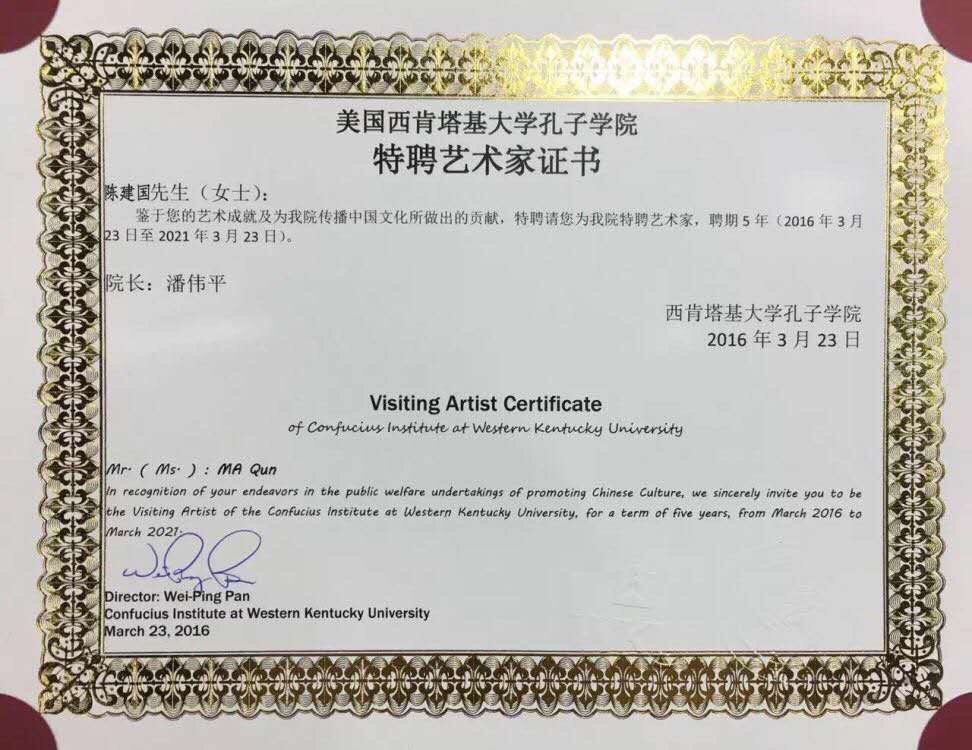 美国西肯塔基大学孔子学院
特聘艺术家证书
陈建国先生（女士）：
鉴于您的艺术成就及为我院传播中国文化所做出的贡献，特聘请您为我院特聘艺术家，聘期 5 年（2016 年 3 月
23 日至 2021 年 3 月 23 日）。
院长：潘伟平
西肯塔基大学孔子学院
2016 年 3 月 23 日
Visiting Artist Certificate
of Confucius Institute at Western Kentucky University
Mr. ( Ms. ) : MA Qun
In recognition of your endeavors in the public welfare undertakings of promoting Chinese Culture, we sincerely invite you to be
the Visiting Artist of the Confucius Institute at Western Kentucky University, for a term of five years, from March 2016 to
March 2021.
Director: Wei-Ping Pan
Confucius Institute at Western Kentucky University
March 23, 2016